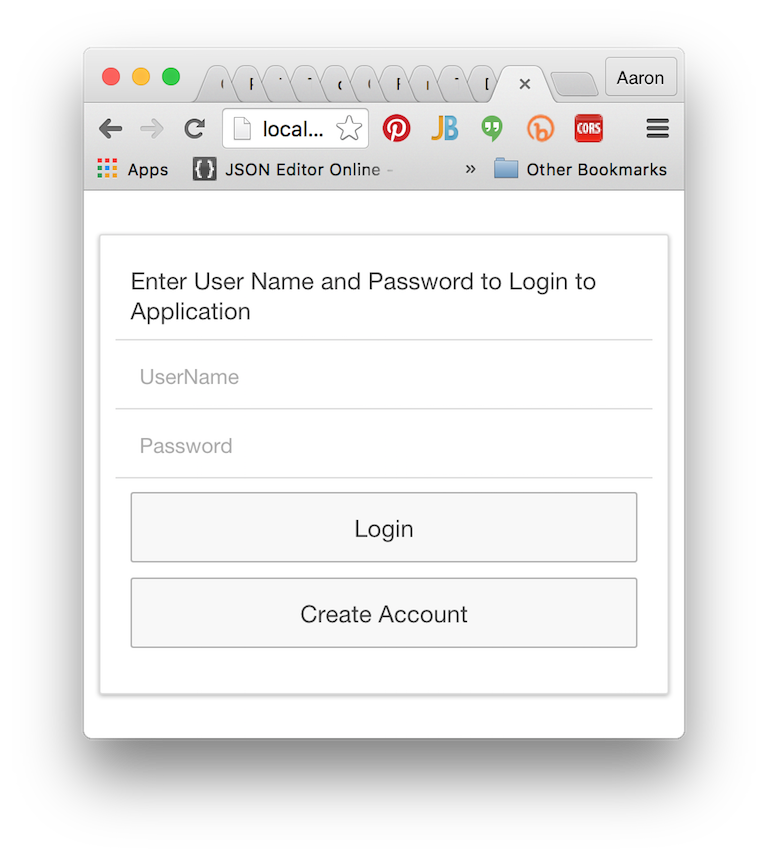 Aaron
local...
JB
CORS
Apps
{} JSON Editor Online -
» Other Bookmarks
Enter User Name and Password to Login to
Application
UserName
Password
Login
Create Account